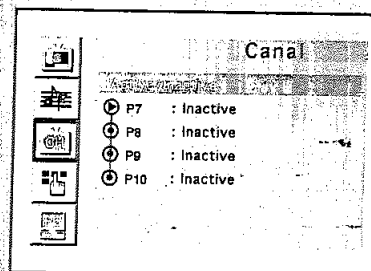 Canal
P7 : Inactive
P8 : Inactive
P9 : Inactive
P10 : Inactive